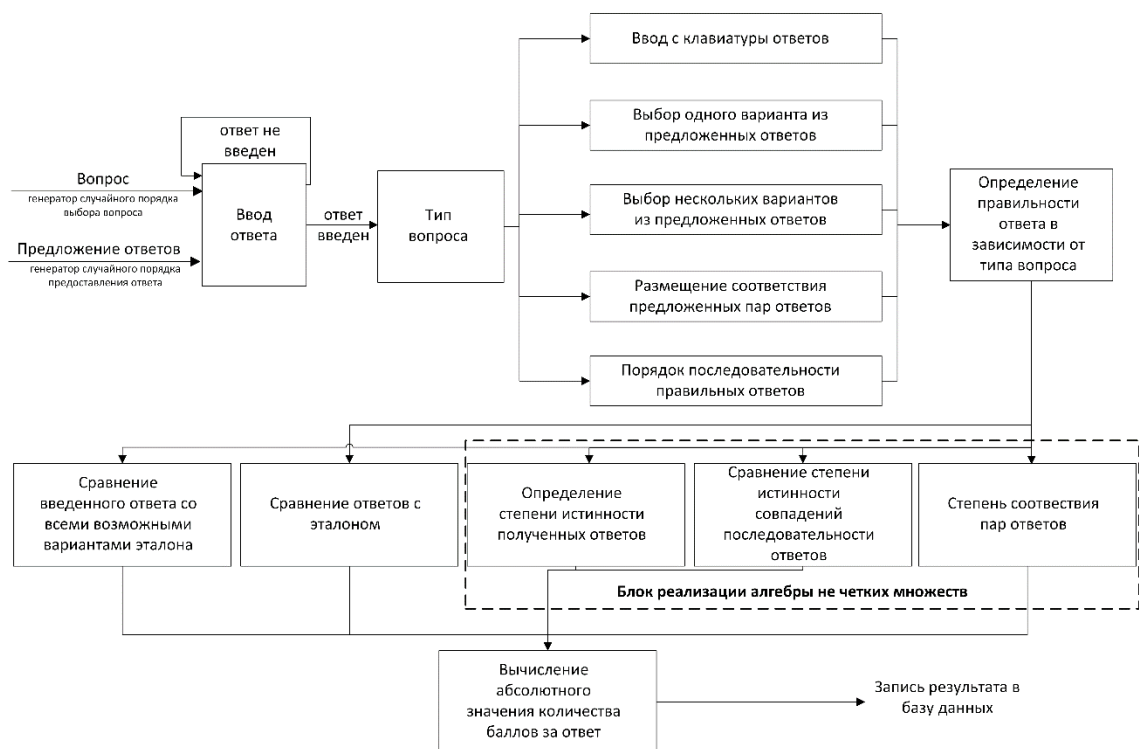 Ввод с клавиатуры ответов
Выбор одного варианта из
предложенных ответов
ответ не
введен
Вопрос
генератор случайного порядка
выбора вопроса
Предложение ответов
генератор случайного порядка
предоставления ответа
Ввод
ответа
ответ
введен
Тип
вопроса
Выбор нескольких вариантов
из предложенных ответов
Размещение соответствия
предложенных пар ответов
Порядок последовательности
правильных ответов
Определение
правильности
ответа в
зависимости от
типа вопроса
Сравнение
введенного ответа со
всеми возможными
вариантами эталона
Сравнение ответов с
эталоном
Определение
степени истинности
полученных ответов
Сравнение степени
истинности
совпадений
последовательности
ответов
Степень соотвествия
пар ответов
Блок реализации алгебры не четких множеств
Вычисление
абсолютного
значения количества
баллов за ответ
Запись результата в
базу данных